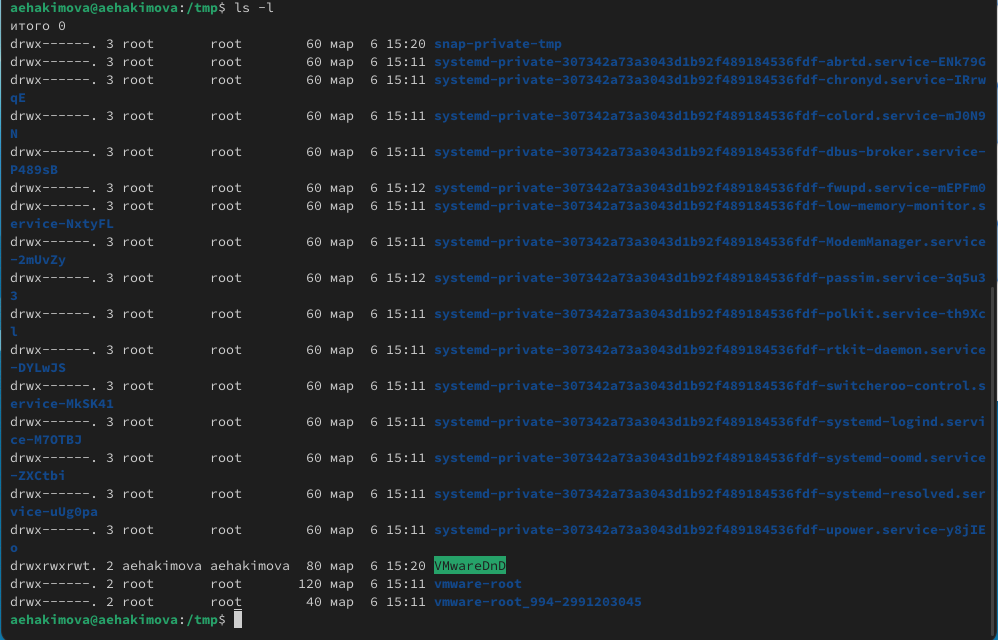 aehakimova@aehakimova:/tmp$ ls -l
итого 0
drwx------. 3 root       root        60 мар  6 15:20 snap-private-tmp
drwx------. 3 root       root        60 мар  6 15:11 systemd-private-307342a73a3043d1b92f489184536fdf-abrtd.service-ENk79G
drwx------. 3 root       root        60 мар  6 15:11 systemd-private-307342a73a3043d1b92f489184536fdf-chronyd.service-IRrw
qE
drwx------. 3 root       root        60 мар  6 15:11 systemd-private-307342a73a3043d1b92f489184536fdf-colord.service-mJ0N9
N
drwx------. 3 root       root        60 мар  6 15:11 systemd-private-307342a73a3043d1b92f489184536fdf-dbus-broker.service-
P489sB
drwx------. 3 root       root        60 мар  6 15:12 systemd-private-307342a73a3043d1b92f489184536fdf-fwupd.service-mEPFm0
drwx------. 3 root       root        60 мар  6 15:11 systemd-private-307342a73a3043d1b92f489184536fdf-low-memory-monitor.s
ervice-NxtyFL
drwx------. 3 root       root        60 мар  6 15:11 systemd-private-307342a73a3043d1b92f489184536fdf-ModemManager.service
-2mUvZy
drwx------. 3 root       root        60 мар  6 15:12 systemd-private-307342a73a3043d1b92f489184536fdf-passim.service-3q5u3
3
drwx------. 3 root       root        60 мар  6 15:11 systemd-private-307342a73a3043d1b92f489184536fdf-polkit.service-th9Xc
l
drwx------. 3 root       root        60 мар  6 15:11 systemd-private-307342a73a3043d1b92f489184536fdf-rtkit-daemon.service
-DYLwJS
drwx------. 3 root       root        60 мар  6 15:11 systemd-private-307342a73a3043d1b92f489184536fdf-switcheroo-control.s
ervice-MkSK41
drwx------. 3 root       root        60 мар  6 15:11 systemd-private-307342a73a3043d1b92f489184536fdf-systemd-logind.servi
ce-M7OTBJ
drwx------. 3 root       root        60 мар  6 15:11 systemd-private-307342a73a3043d1b92f489184536fdf-systemd-oomd.service
-ZXCtbi
drwx------. 3 root       root        60 мар  6 15:11 systemd-private-307342a73a3043d1b92f489184536fdf-systemd-resolved.ser
vice-uUg0pa
drwx------. 3 root       root        60 мар  6 15:11 systemd-private-307342a73a3043d1b92f489184536fdf-upower.service-y8jIE
o
drwxrwxrwt. 2 aehakimova aehakimova  80 мар  6 15:20 VMwareDnD
drwx------. 2 root       root       120 мар  6 15:11 vmware-root
drwx------. 2 root       root        40 мар  6 15:11 vmware-root_994-2991203045
aehakimova@aehakimova:/tmp$